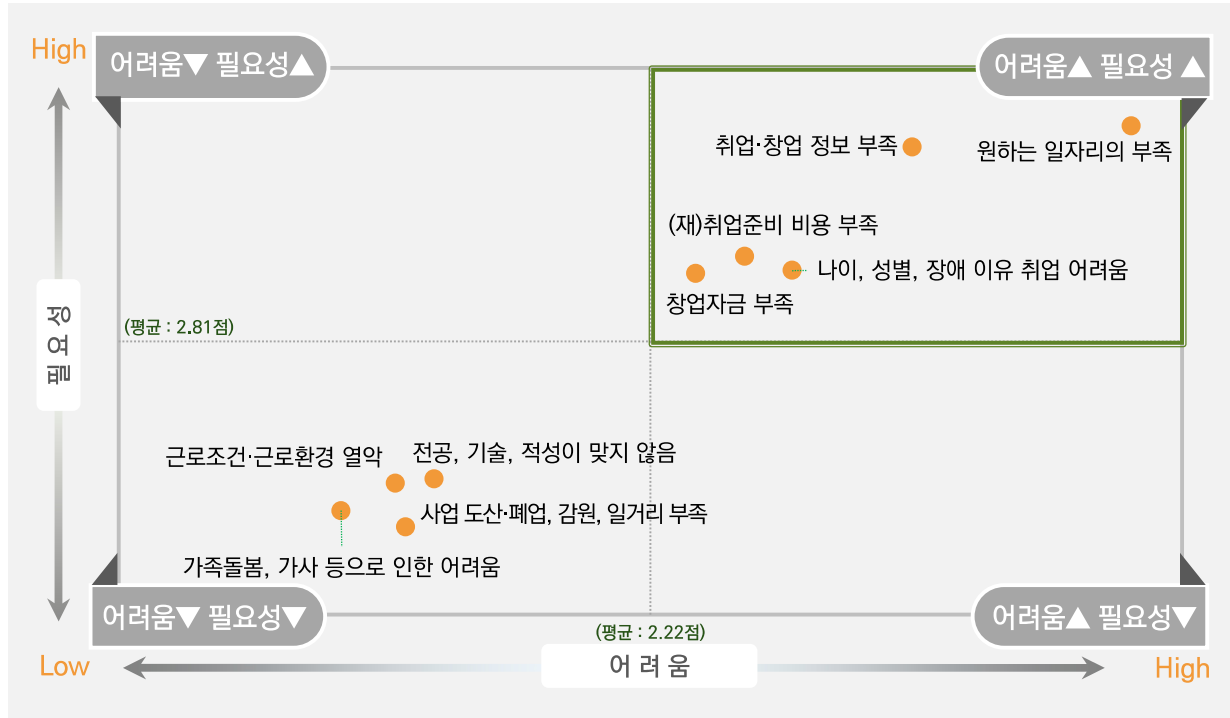 High
어려움▼ 필요성▲
어려움▲ 필요성 ▲
취업·창업 정보 부족
원하는 일자리의 부족
(재)취업준비 비용 부족
나이, 성별, 장애 이유 취업 어려움
창업자금 부족
필요성
(평균 : 2.81점)
근로조건·근로환경 열악
전공, 기술, 적성이 맞지 않음
사업 도산·폐업, 감원, 일거리 부족
가족돌봄, 가사 등으로 인한 어려움
어려움▼ 필요성▼
어려움▲ 필요성▼
(평균 : 2.22점)
Low
어려움
High